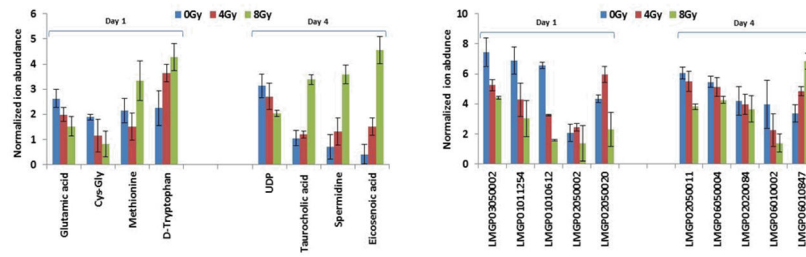 0Gy 4Gy 8Gy
Day 1 Day 4
Normalized ion abundance
6
5
4
3
2
1
0
Glutamic acid
Cys-Gly
Methionine
D-Tryptophan
UDP
Taurocholic acid
Spermidine
Eicosenoic acid
0Gy 4Gy 8Gy
Day 1 Day 4
Normalized ion abdunce
10
8
6
4
2
0
LMGP03050002
LMGP01011254
LMGP01010612
LMGP02050002
LMGP02050020
LMGP02050011
LMGP06050004
LMGP02020084
LMGP06010002
LMGP06010847